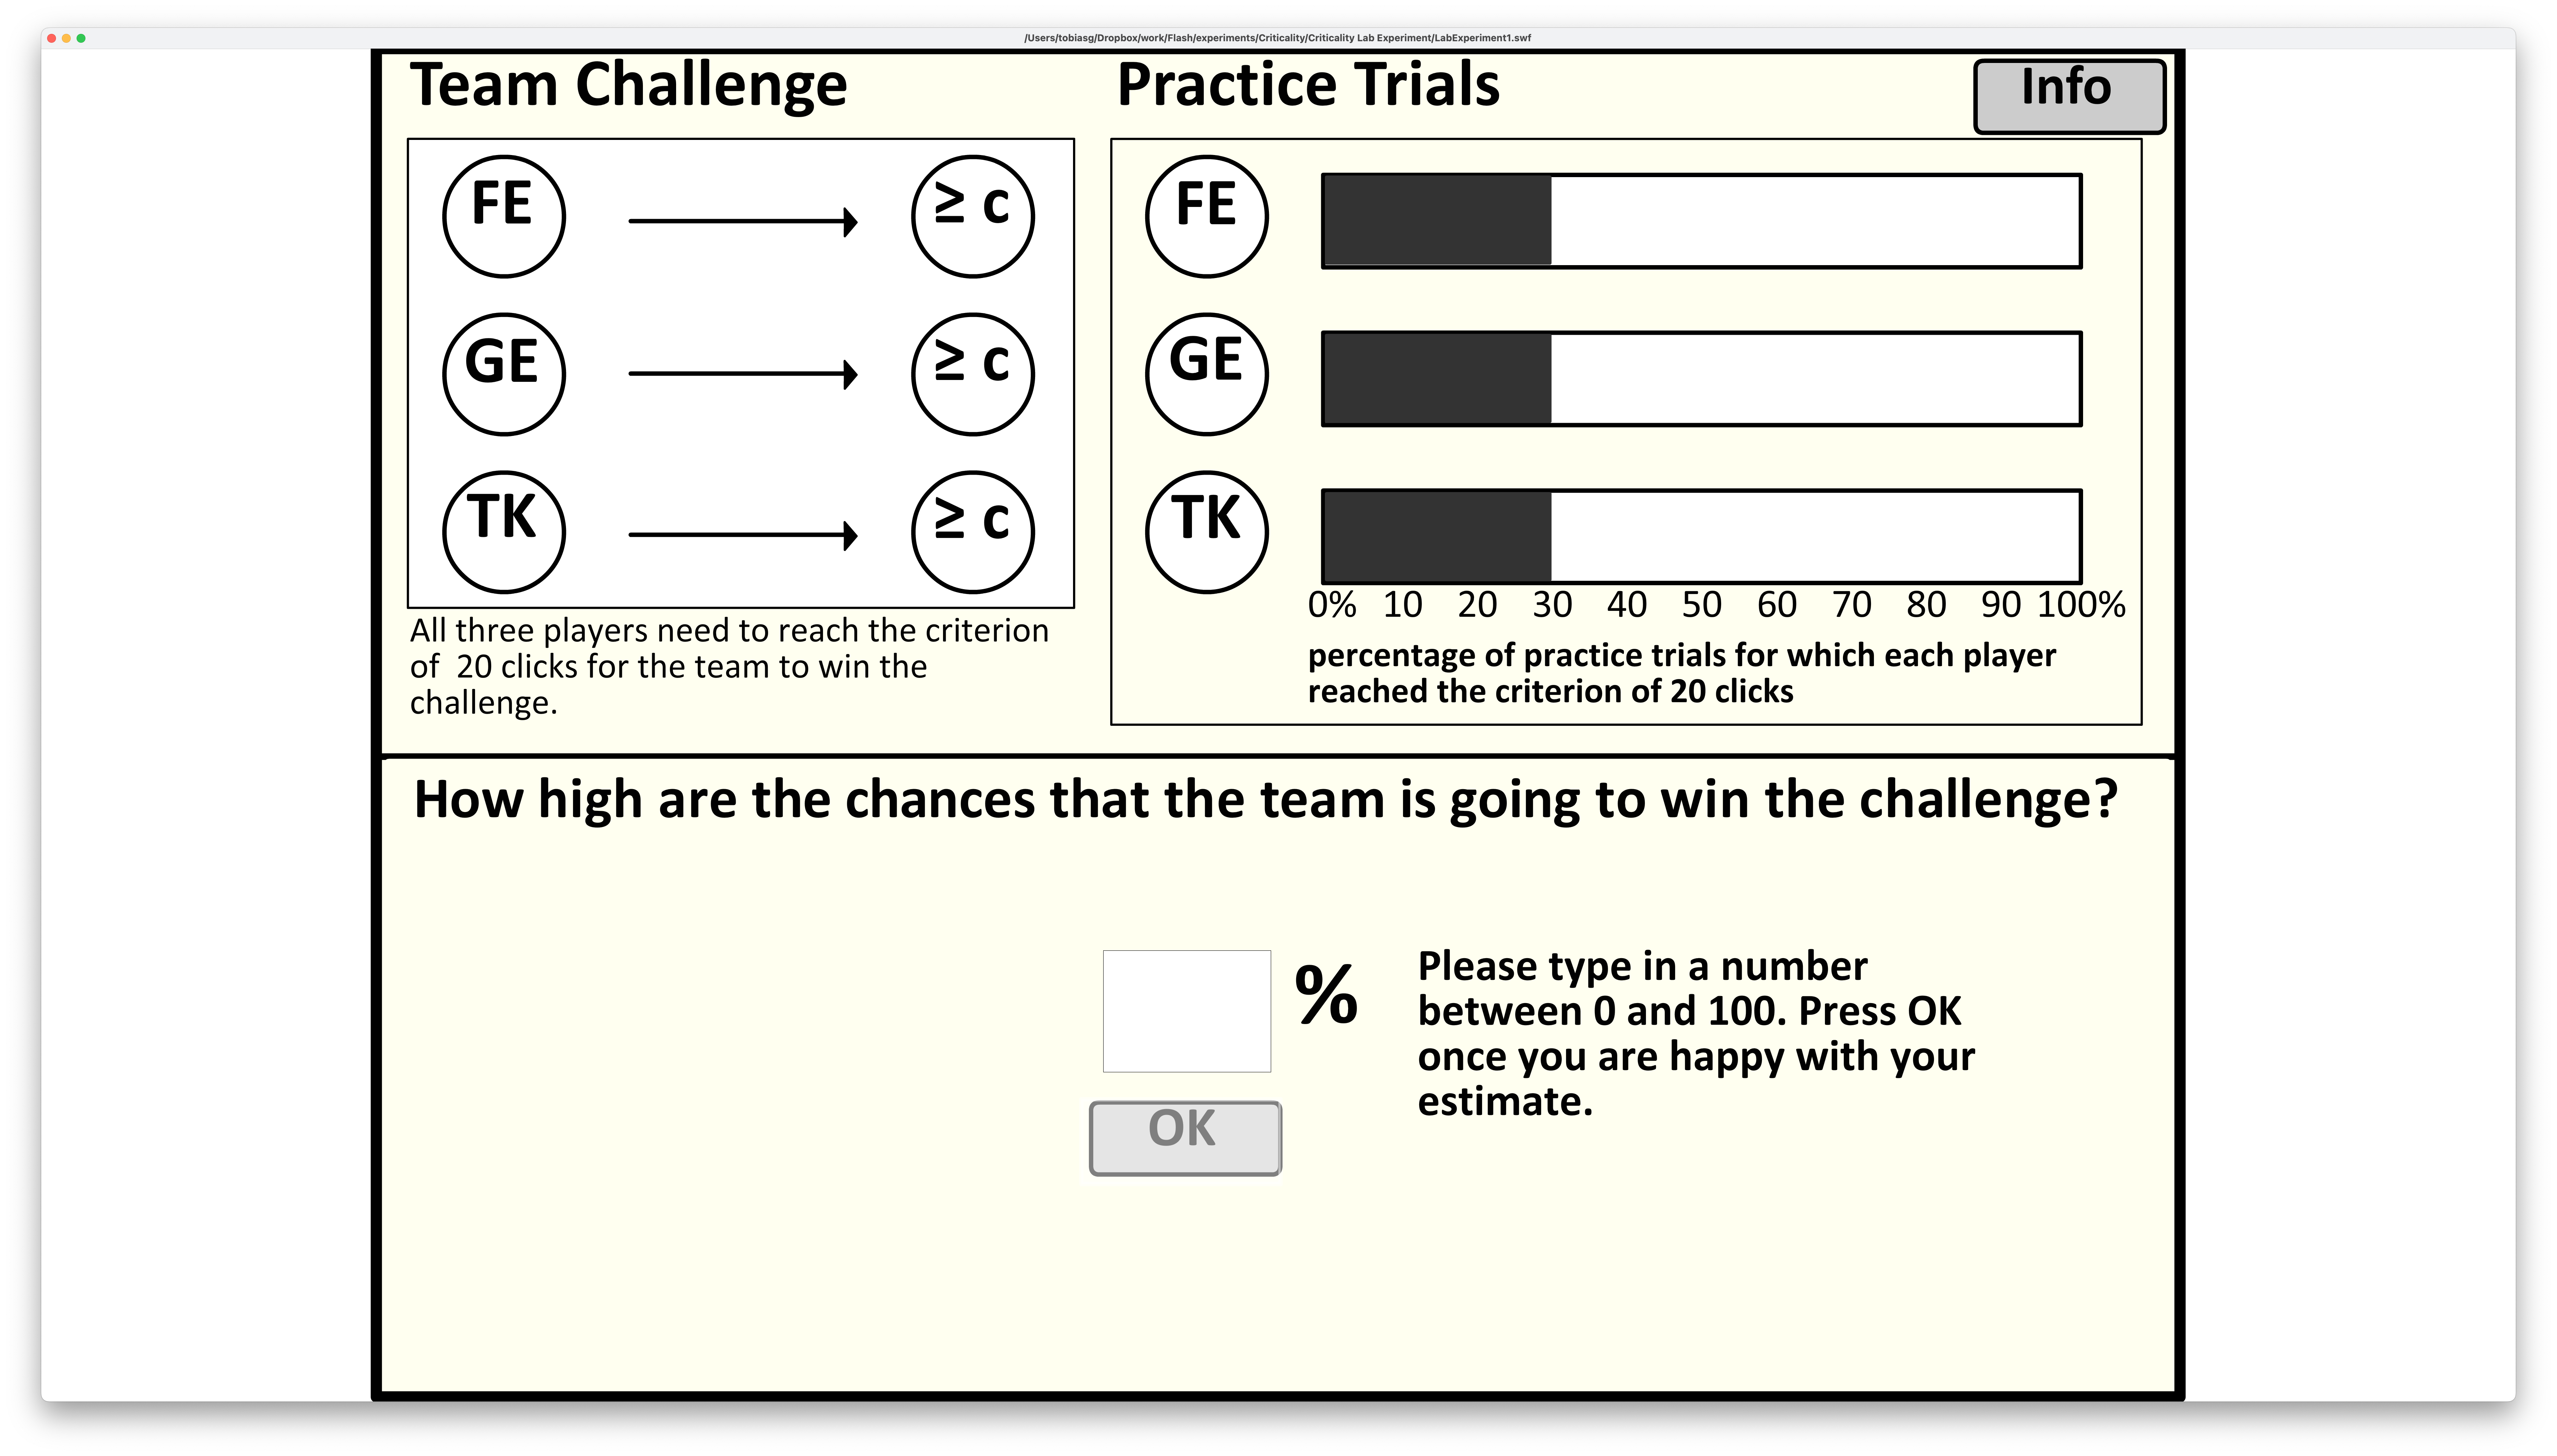 /Users/tobiasg/Dropbox/work/Flash/experiments/Criticality/Criticality Lab Experiment/LabExperiment1.swf
Team Challenge
FE ≥ c
GE ≥ c
TK ≥ c
All three players need to reach the criterion
of  20 clicks for the team to win the
challenge.
Practice Trials
Info
FE
GE
TK
0% 10 20 30 40 50 60 70 80 90 100%
percentage of practice trials for which each player
reached the criterion of 20 clicks
How high are the chances that the team is going to win the challenge?
%
OK
Please type in a number
between 0 and 100. Press OK
once you are happy with your
estimate.